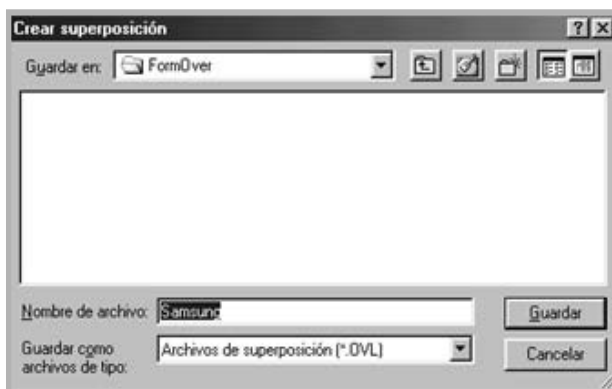 Crear superposición
Guardar en: FormOver
Nombre de archivo: Samsung Guardar
Guardar como
archivos de tipo: Archivos de superposición (*.OVL) Cancelar